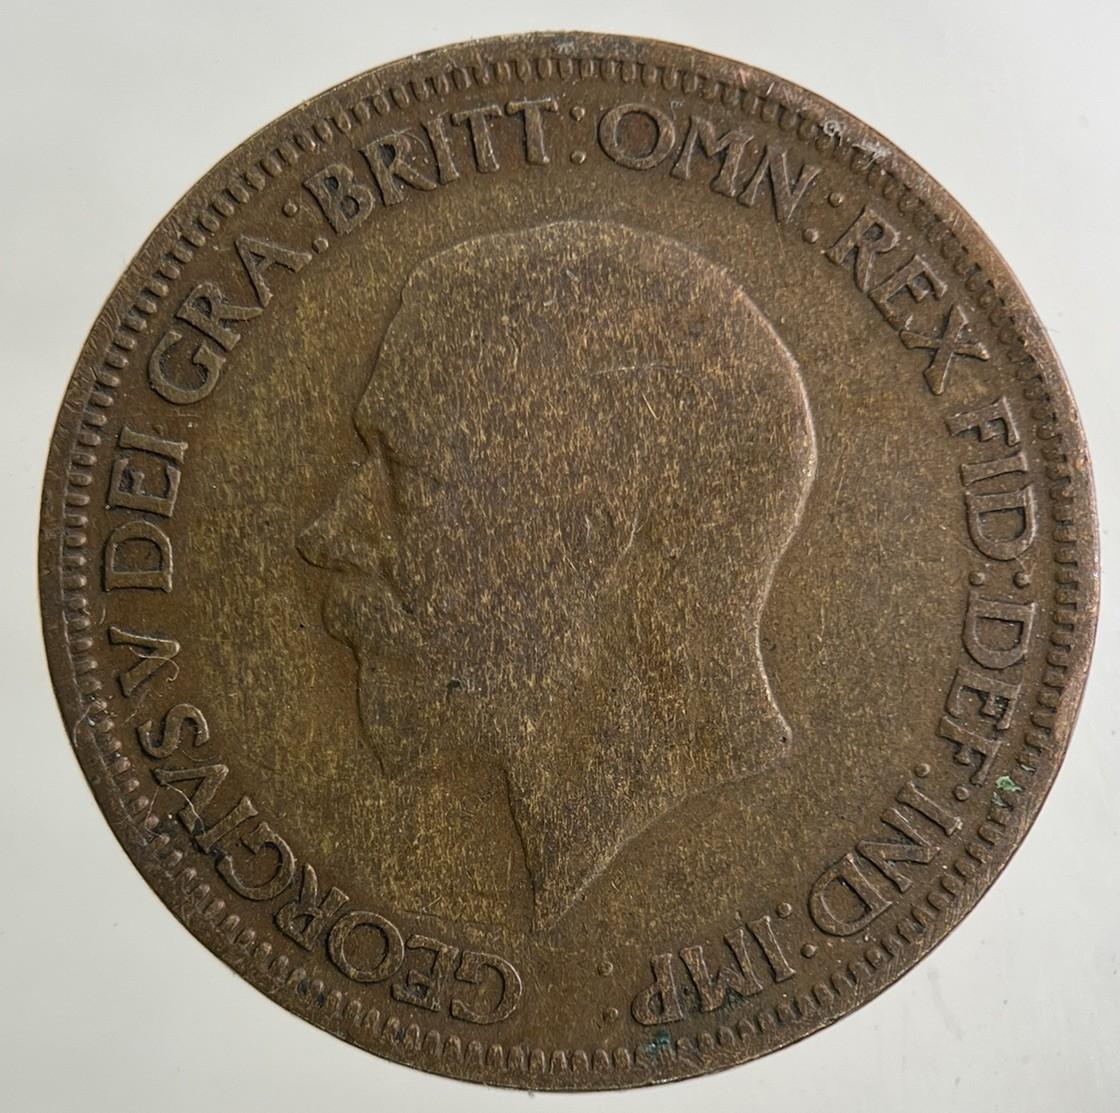 GEORGIVS V DEI GRA: BRITT: OMN: REX FID: DEF: IND: IMP: